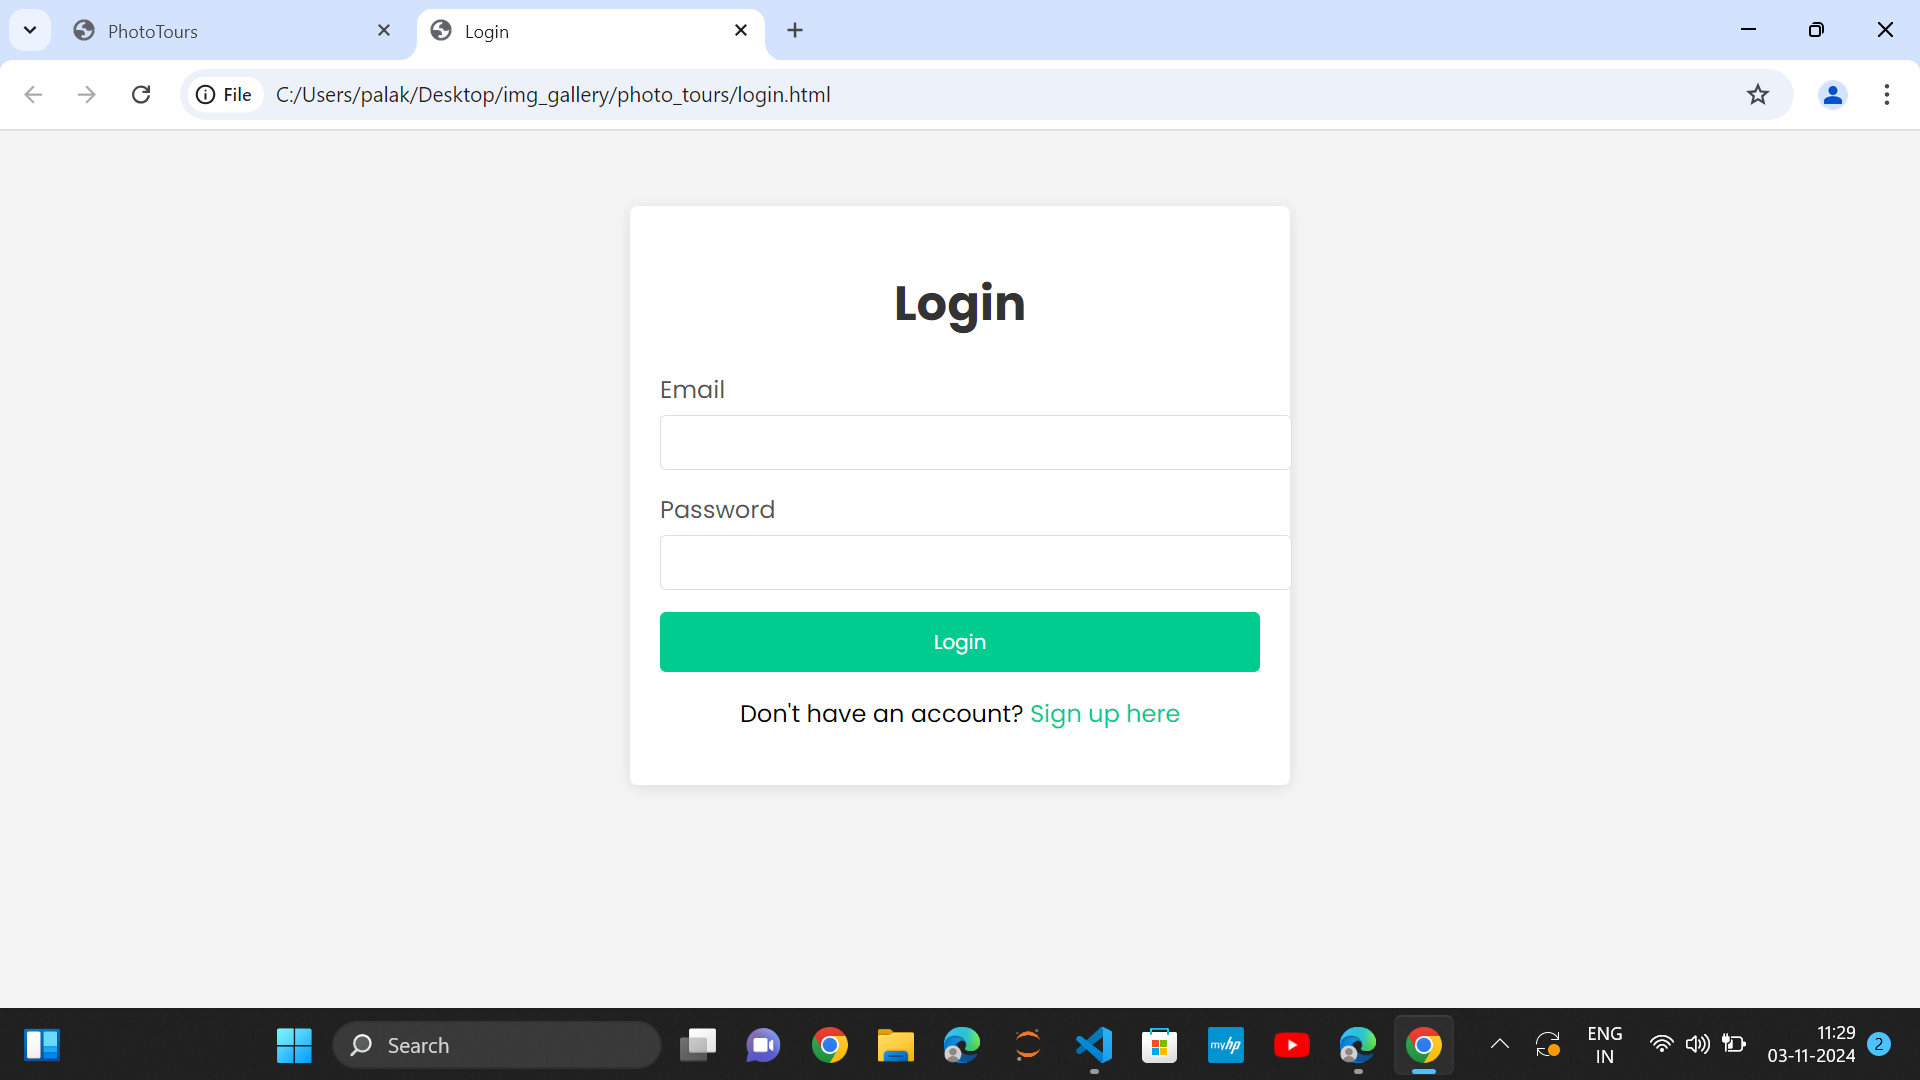 PhotoTours
Login
File C:/Users/palak/Desktop/img_gallery/photo_tours/login.html
Login
Email
Password
Login
Don't have an account? Sign up here
Search
myhp
ENG
IN
11:29
03-11-2024
2